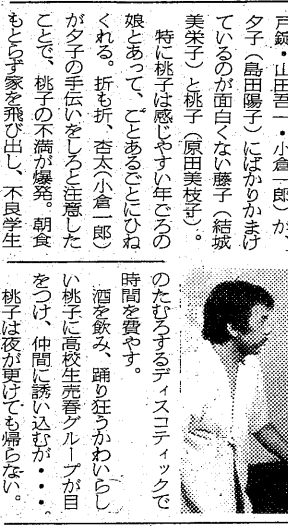 戸鏡・山田吾一・小倉一郎）が、
夕子（島田陽子）にばかりかまけ
ているのが面白くない藤子（結城
美栄子）と桃子（原田美枝子）。
特に桃子は感じやすい年ごろの
娘とあって、ことあるごとにひね
くれる。折も折、杏太（小倉一郎）
が夕子の手伝いをしろと注意した
ことで、桃子の不満が爆発。朝食
もとらず家を飛び出し、不良学生
のたむろするディスコティックで
時間を費やす。
酒を飲み、踊り狂うかわいらし
い桃子に高校生売春グループが目
をつけ、仲間に誘い込むが・・・。
桃子は夜が更けても帰らない。